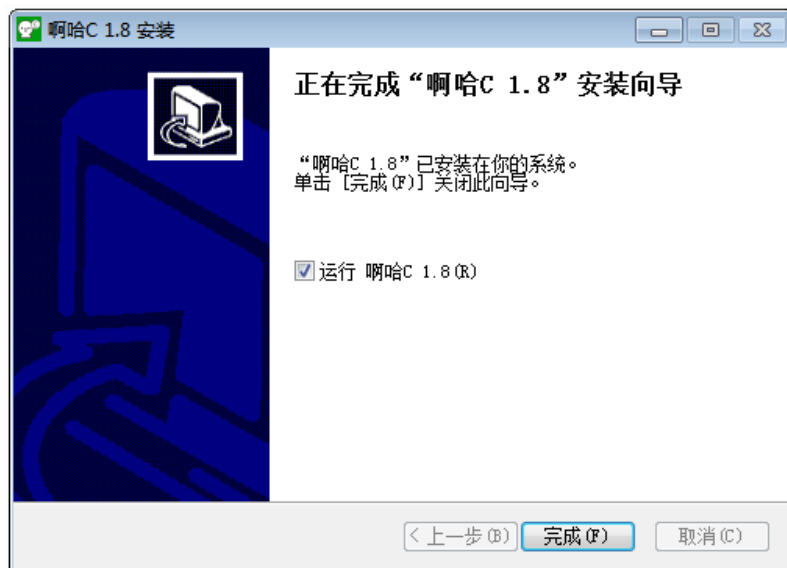 啊哈C 1.8 安装
正在完成“啊哈C 1.8”安装向导
“啊哈C 1.8”已安装在你的系统。
单击 [完成(F)] 关闭此向导。
运行 啊哈C 1.8(R)
< 上一步(B) 完成(F) 取消(C)